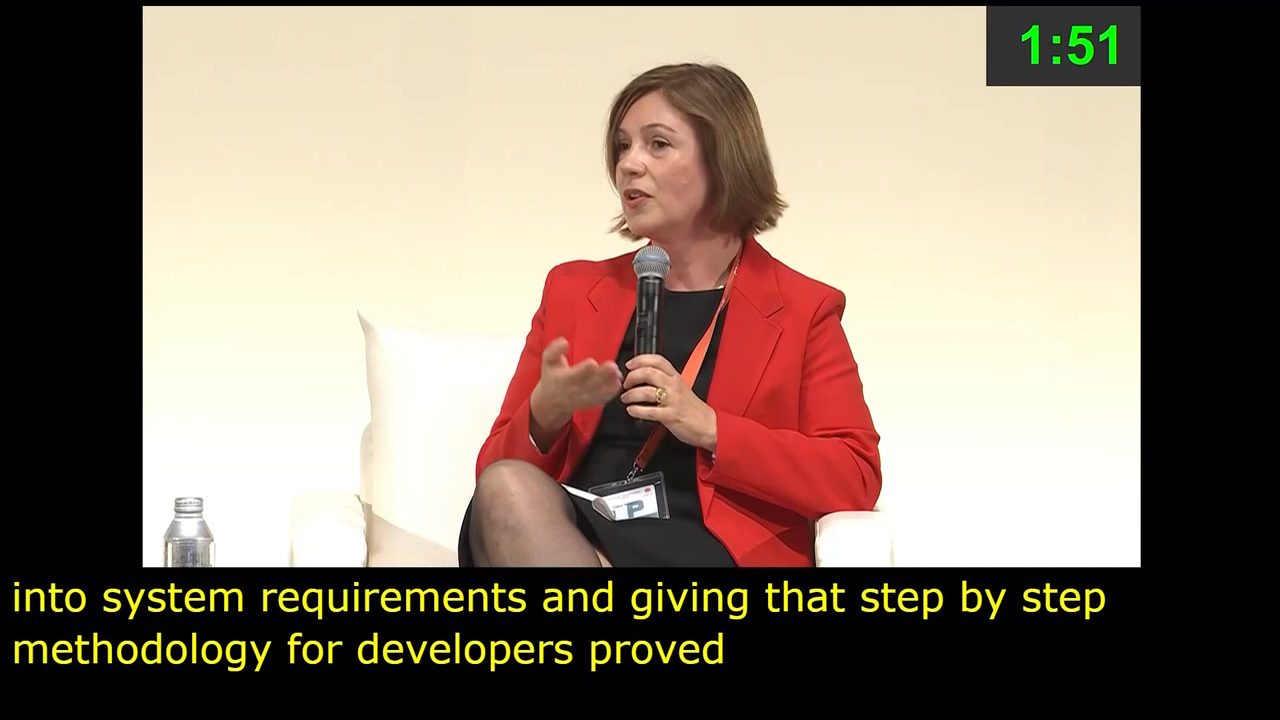 1:51
P
into system requirements and giving that step by step
methodology for developers proved